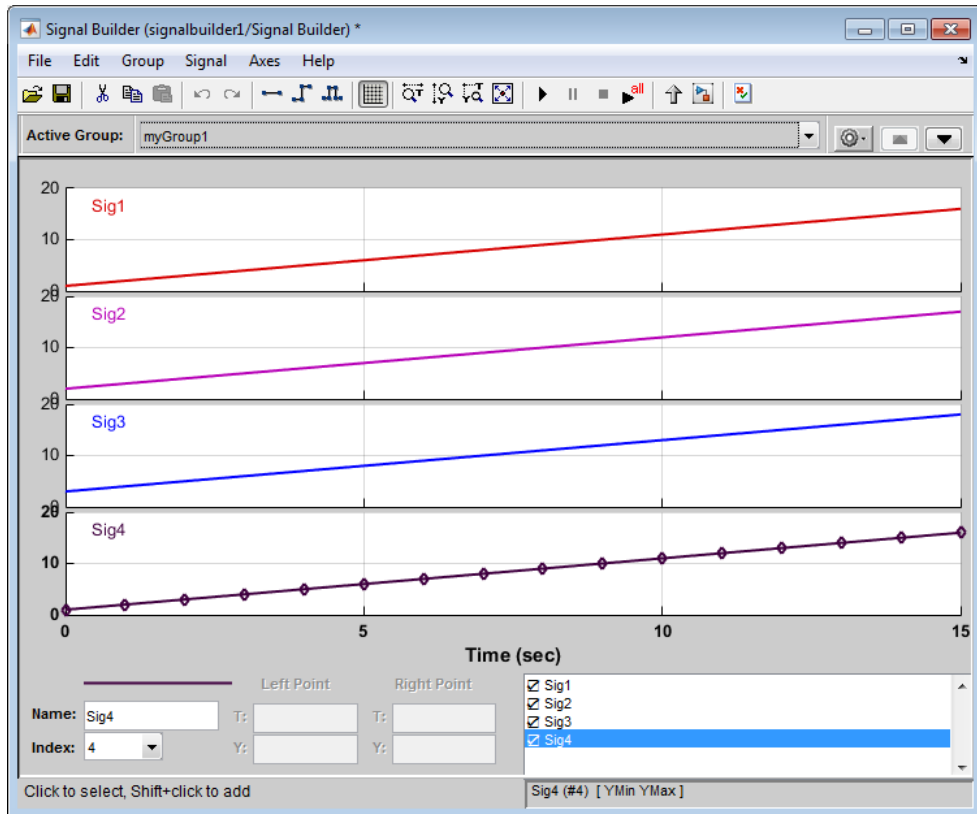 Signal Builder (signalbuilder1/Signal Builder) *
File Edit Group Signal Axes Help
all
Active Group: myGroup1
20
Sig1
10
0
20
Sig2
10
0
20
Sig3
10
0
20
Sig4
10
0
0 5 10 15
Time (sec)
Left Point Right Point
Name: Sig4 T: T:
Index: 4 Y: Y:
Sig1
Sig2
Sig3
Sig4
Click to select, Shift+click to add
Sig4 (#4) [ YMin YMax ]